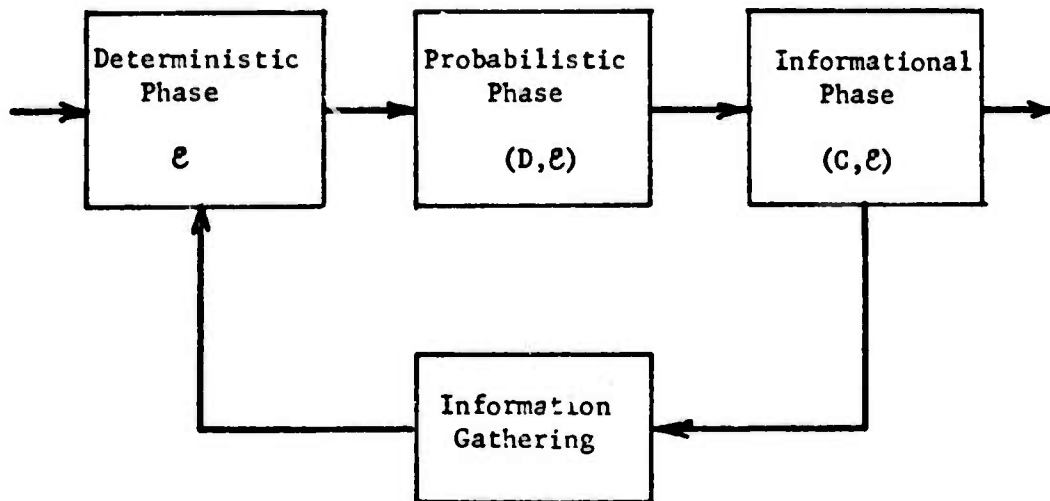 Deterministic
Phase
ℰ
Probabilistic
Phase
(D,ℰ)
Informational
Phase
(C,ℰ)
Information
Gathering